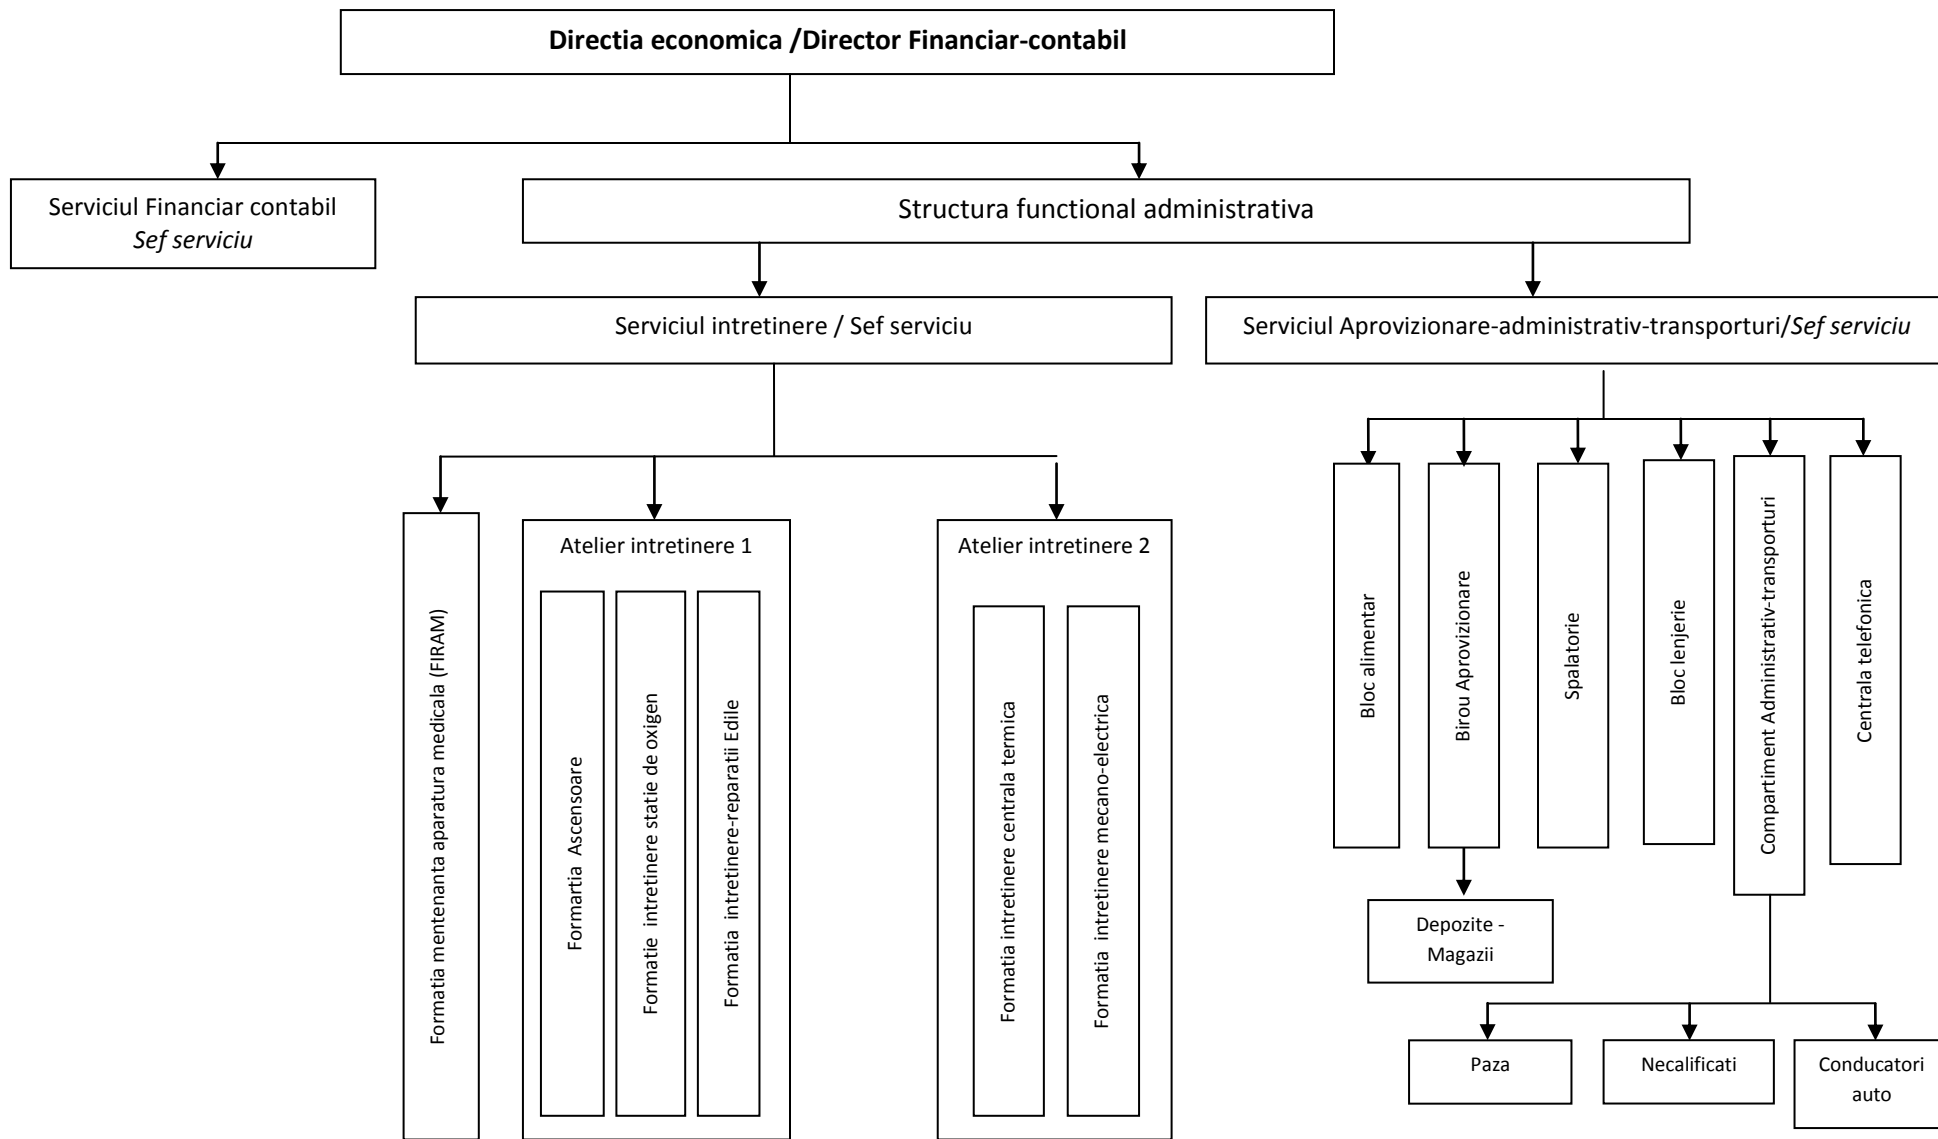 Directia economica /Director Financiar-contabil
Serviciul Financiar contabil
Sef serviciu
Structura functional administrativa
Serviciul intretinere / Sef serviciu
Serviciul Aprovizionare-administrativ-transporturi/Sef serviciu
Formatia mentenanta aparatura medicala (FIRAM)
Atelier intretinere 1
Formartia Ascensoare
Formatie intretinere statie de oxigen
Formatia intretinere-reparatii Edile
Atelier intretinere 2
Formatia intretinere centrala termica
Formatia intretinere mecano-electrica
Bloc alimentar
Birou Aprovizionare
Spalatorie
Bloc lenjerie
Compartiment Administrativ-transporturi
Centrala telefonica
Depozite -
Magazii
Paza
Necalificati
Conducatori
auto